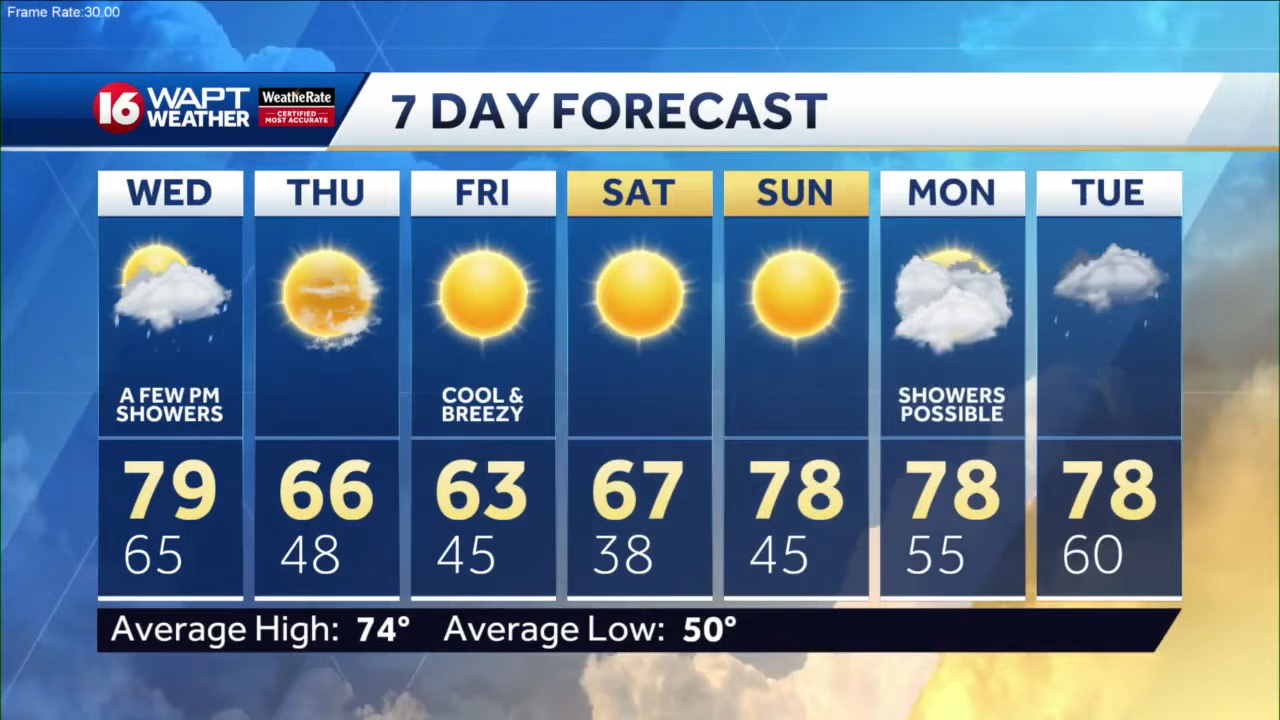 Frame Rate:30.00
16 WAPT WEATHER
WeatheRate
CERTIFIED
MOST ACCURATE
7 DAY FORECAST
WED THU FRI SAT SUN MON TUE
A FEW PM
SHOWERS
COOL &
BREEZY
SHOWERS
POSSIBLE
79 66 63 67 78 78 78
65 48 45 38 45 55 60
Average High: 74° Average Low: 50°